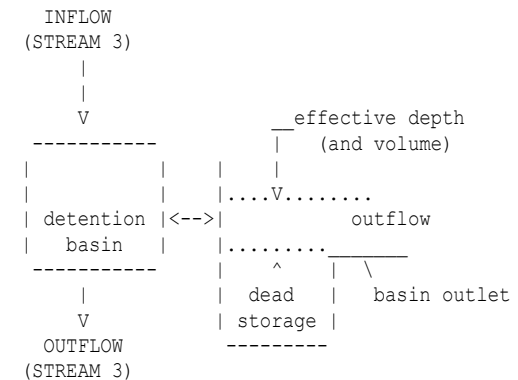 INFLOW
(STREAM 3)
effective depth
(and volume)
detention outflow
basin
dead basin outlet
storage
OUTFLOW
(STREAM 3)